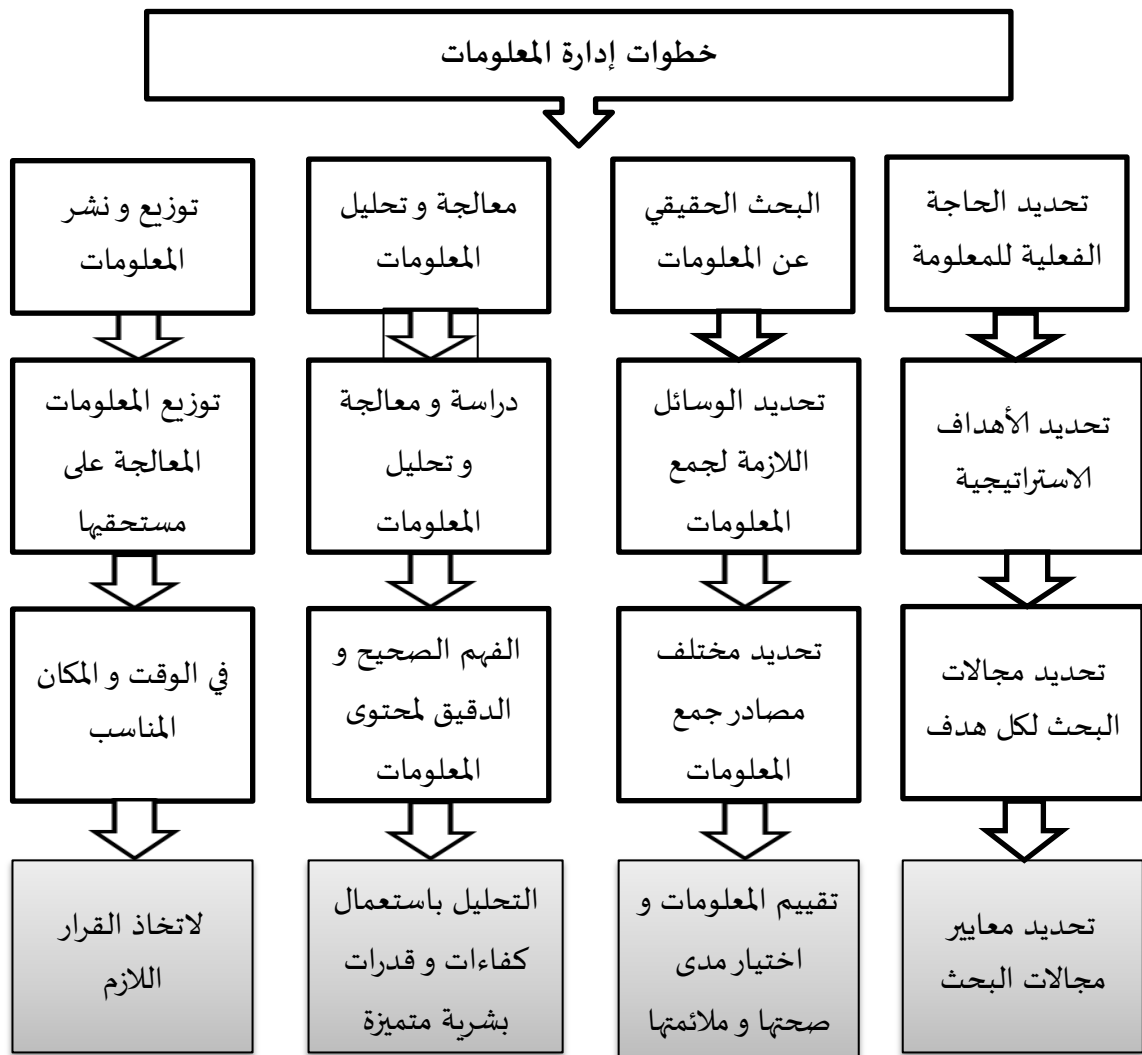 خطوات إدارة المعلومات
تحديد الحاجة
الفعلية للمعلومة
تحديد الأهداف
الاستراتيجية
تحديد مجالات
البحث لكل هدف
تحديد معايير
مجالات البحث
البحث الحقيقي
عن المعلومات
تحديد الوسائل
اللازمة لجمع
المعلومات
تحديد مختلف
مصادر جمع
المعلومات
تقييم المعلومات و
اختيار مدى
صحتها و ملائمتها
معالجة و تحليل
المعلومات
دراسة و معالجة
و تحليل
المعلومات
الفهم الصحيح و
الدقيق لمحتوى
المعلومات
التحليل باستعمال
كفاءات و قدرات
بشرية متميزة
توزيع و نشر
المعلومات
توزيع المعلومات
المعالجة على
مستحقيها
في الوقت و المكان
المناسب
لاتخاذ القرار
اللازم